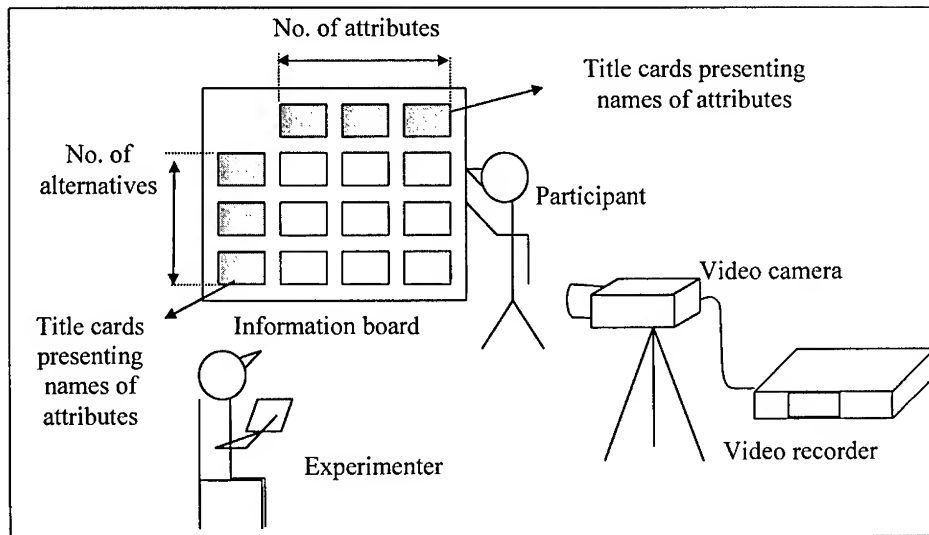 No. of attributes
Title cards presenting
names of attributes
No. of
alternatives
Participant
Video camera
Title cards
presenting
names of
attributes
Information board
Experimenter
Video recorder